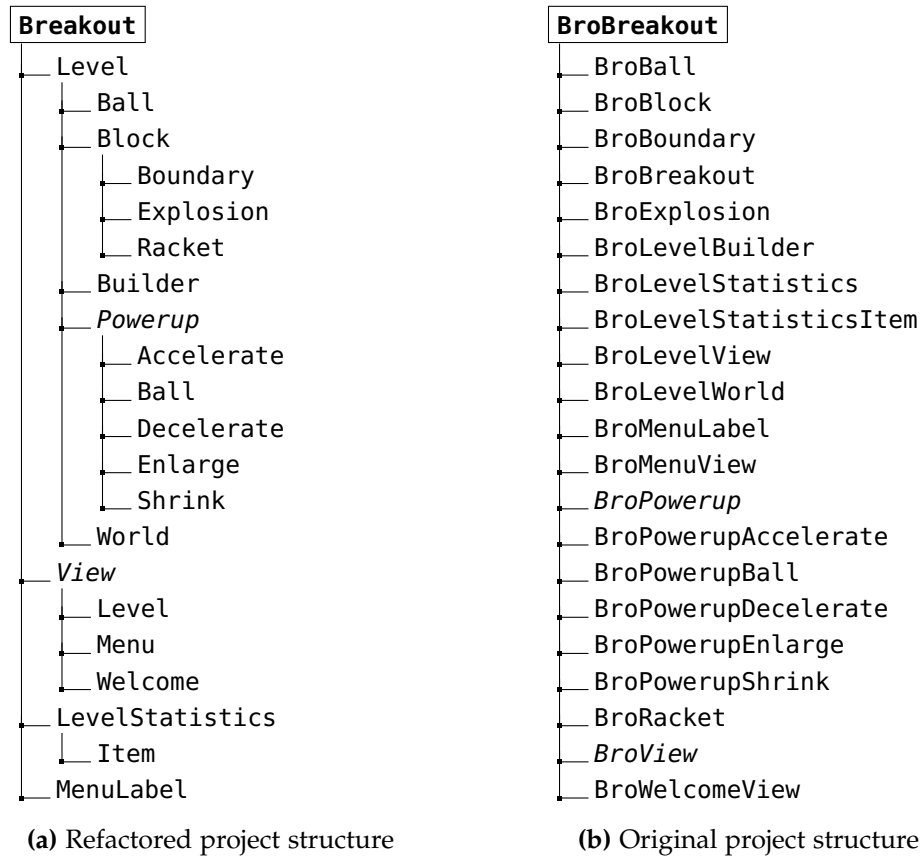 Breakout
Level
Ball
Block
Boundary
Explosion
Racket
Builder
Powerup
Accelerate
Ball
Decelerate
Enlarge
Shrink
World
View
Level
Menu
Welcome
LevelStatistics
Item
MenuLabel
(a) Refactored project structure
BroBreakout
BroBall
BroBlock
BroBoundary
BroBreakout
BroExplosion
BroLevelBuilder
BroLevelStatistics
BroLevelStatisticsItem
BroLevelView
BroLevelWorld
BroMenuLabel
BroMenuView
BroPowerup
BroPowerupAccelerate
BroPowerupBall
BroPowerupDecelerate
BroPowerupEnlarge
BroPowerupShrink
BroRacket
BroView
BroWelcomeView
(b) Original project structure